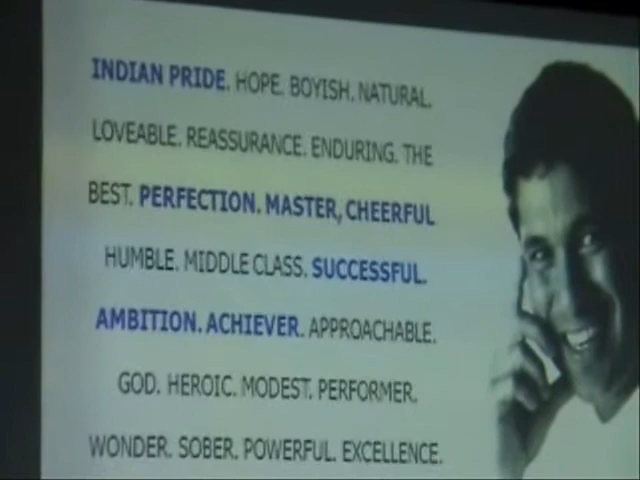 INDIAN PRIDE. HOPE. BOYISH. NATURAL.
LOVEABLE. REASSURANCE. ENDURING. THE
BEST. PERFECTION. MASTER, CHEERFUL
HUMBLE. MIDDLE CLASS. SUCCESSFUL.
AMBITION. ACHIEVER. APPROACHABLE.
GOD. HEROIC. MODEST. PERFORMER.
WONDER. SOBER. POWERFUL. EXCELLENCE.